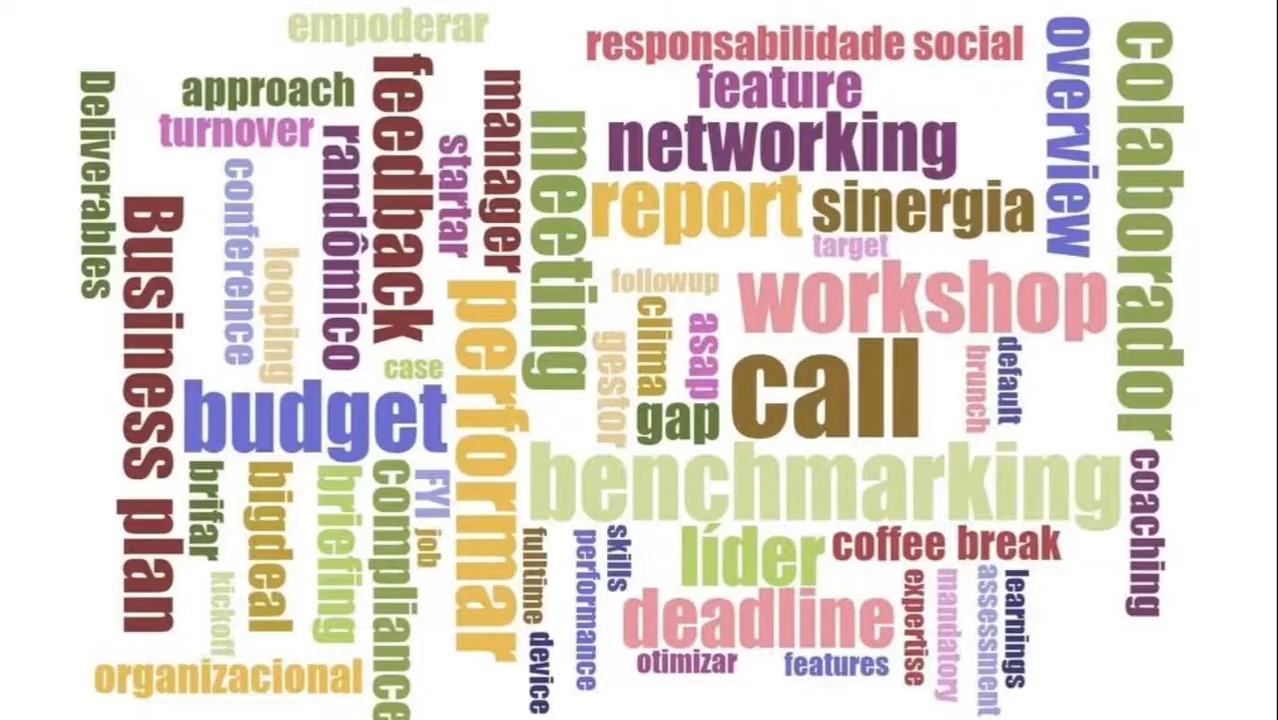 empoderar
responsabilidade social
overview
colaborador
Deliverables
approach
feedback
manager
feature
turnover
randômico
startar
meeting
networking
conference
Business plan
report
sinergia
target
looping
followup
workshop
performar
clima
asap
gestor
case
call
default
brunch
budget
gap
benchmarking
coaching
brifar
bigdeal
briefing
compliance
FYI
job
fulltime
performance
skills
líder
coffee break
kickoff
deadline
expertise
mandatory
assessment
learnings
device
organizacional
otimizar
features